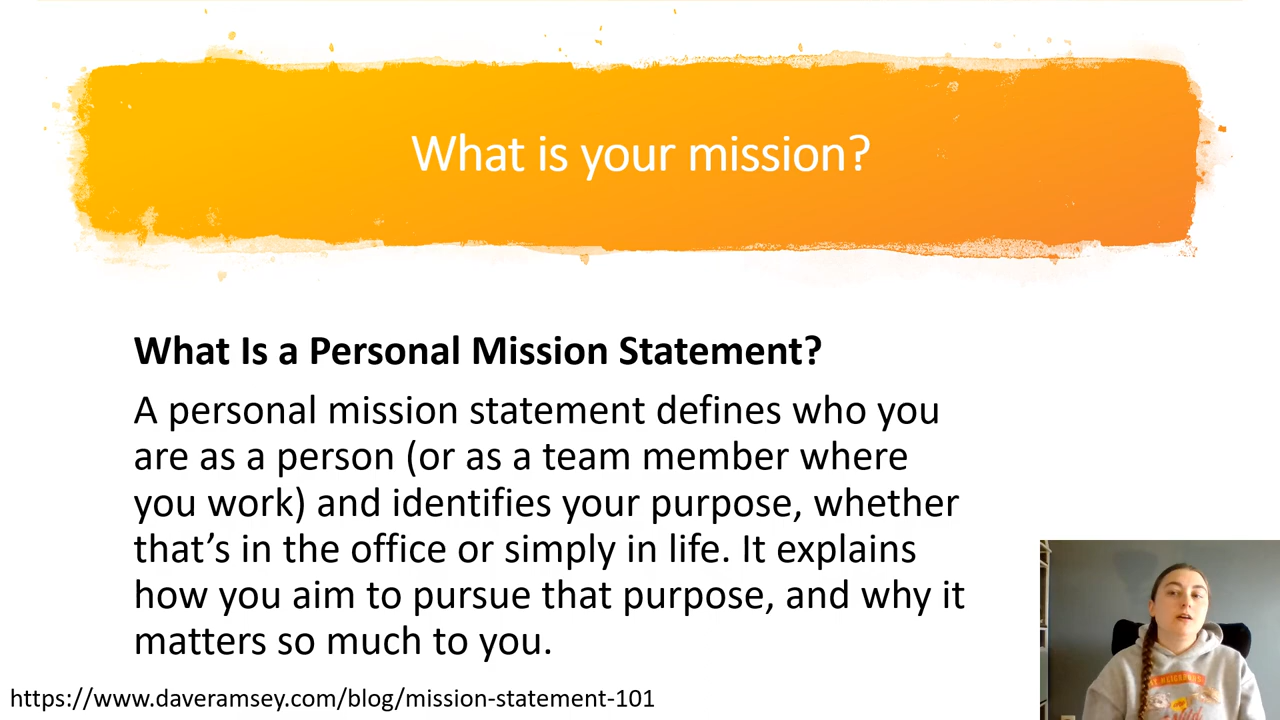 What is your mission?
What Is a Personal Mission Statement?
A personal mission statement defines who you
are as a person (or as a team member where
you work) and identifies your purpose, whether
that’s in the office or simply in life. It explains
how you aim to pursue that purpose, and why it
matters so much to you.
https://www.daveramsey.com/blog/mission-statement-101